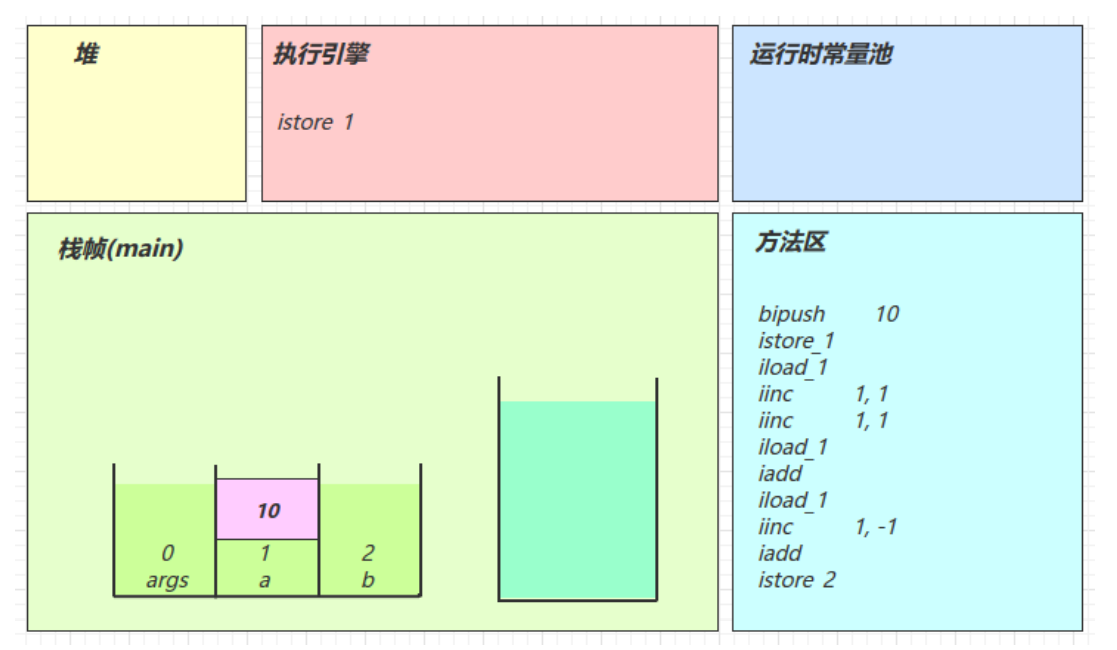 堆
执行引擎
istore 1
运行时常量池
栈帧(main)
10
0 1 2
args a b
方法区
bipush 10
istore_1
iload_1
iinc 1, 1
iinc 1, 1
iload_1
iadd
iload_1
iinc 1, -1
iadd
istore 2